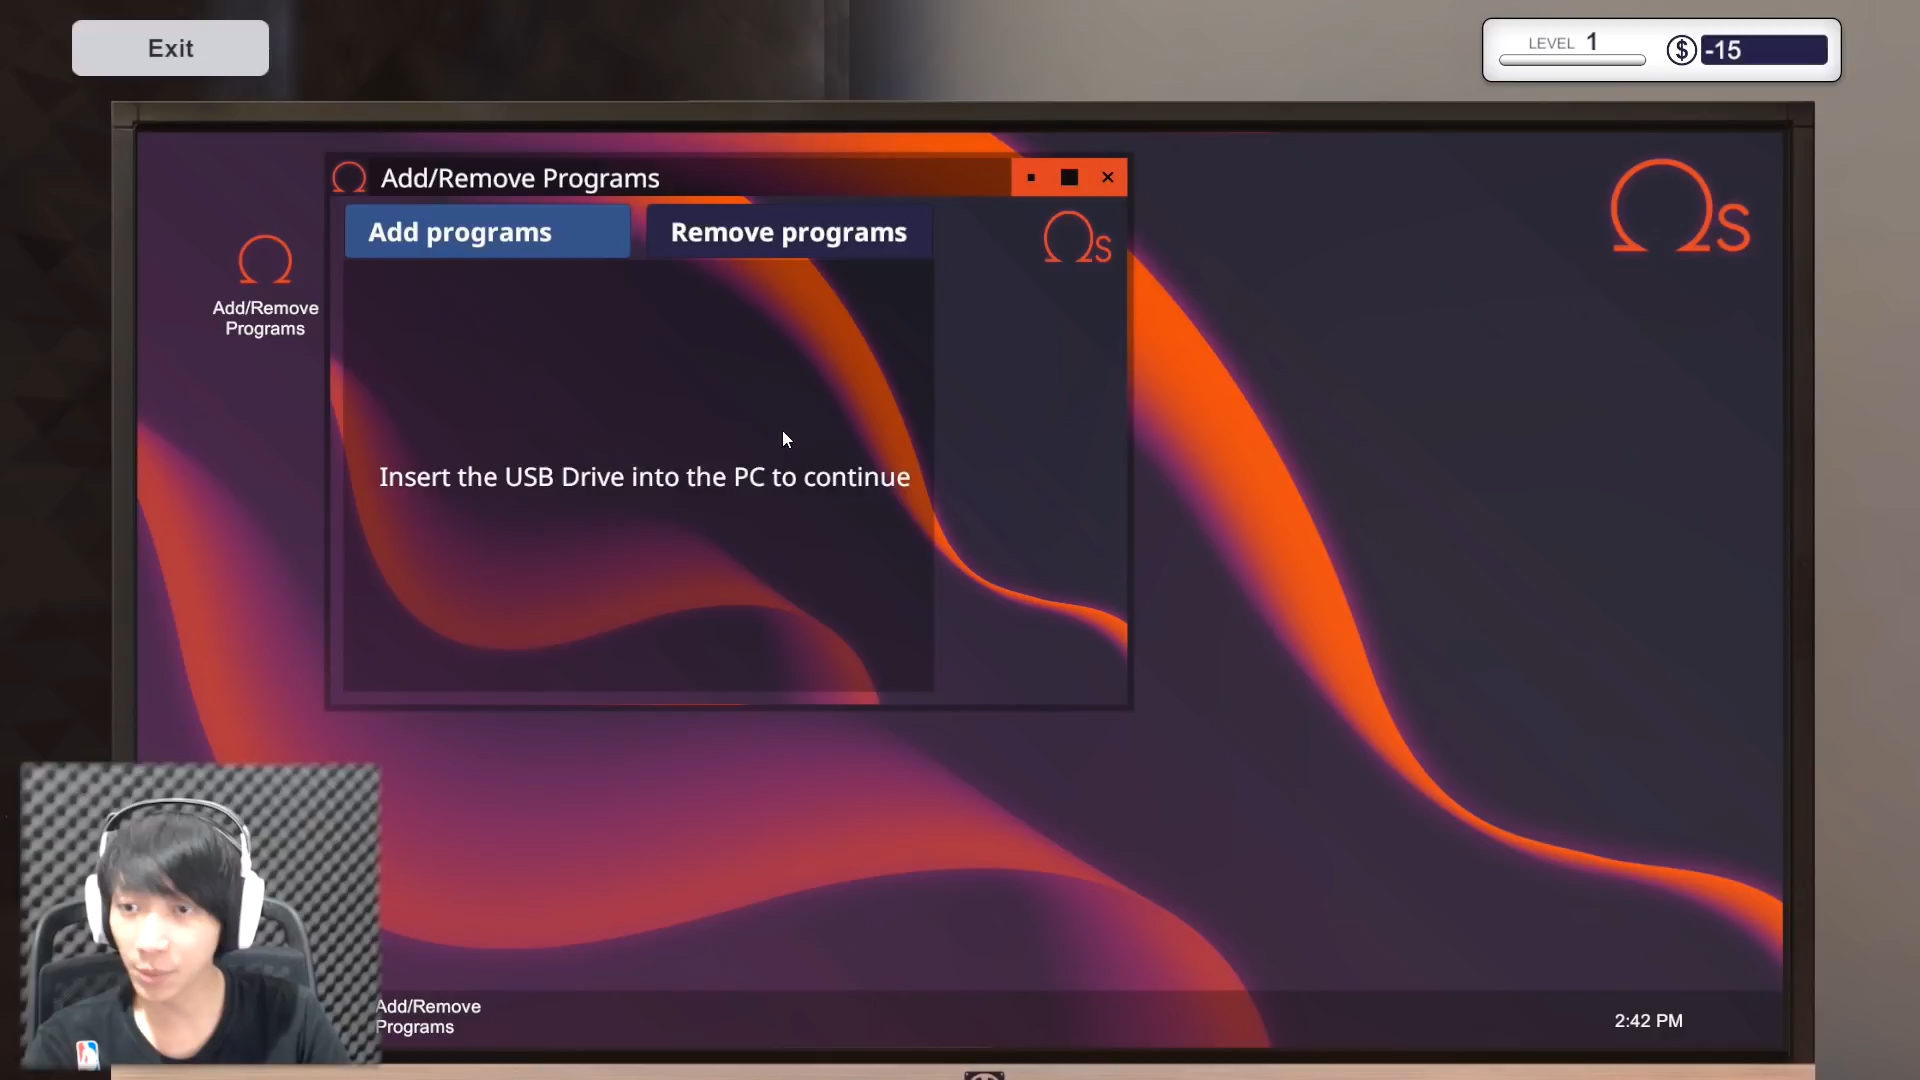 Exit
LEVEL 1
$ -15
Add/Remove Programs
Add programs
Remove programs
Ωs
Ωs
Add/Remove
Programs
Insert the USB Drive into the PC to continue
Add/Remove
Programs
2:42 PM